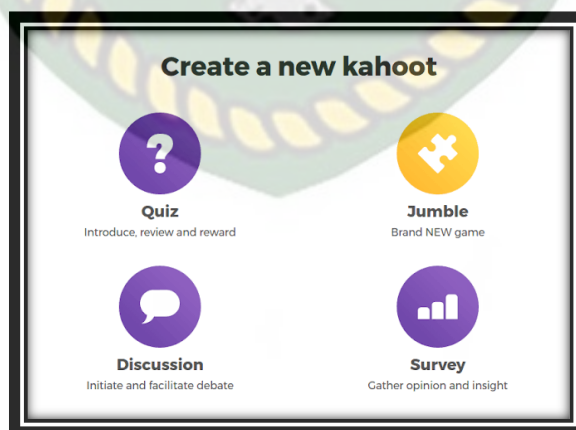 Create a new kahoot
?
Quiz
Introduce, review and reward
Jumble
Brand NEW game
Discussion
Initiate and facilitate debate
Survey
Gather opinion and insight